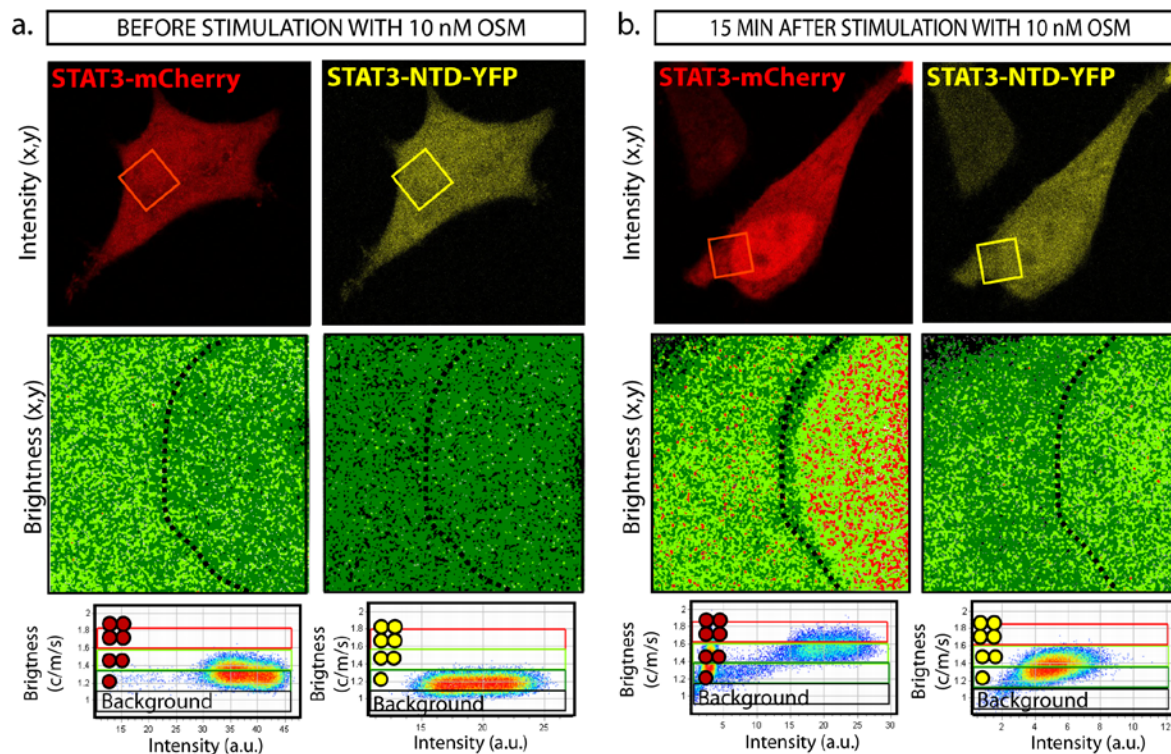 a.
BEFORE STIMULATION WITH 10 nM OSM
b.
15 MIN AFTER STIMULATION WITH 10 nM OSM
Intensity (x,y)
STAT3-mCherry
STAT3-NTD-YFP
Intensity (x,y)
STAT3-mCherry
STAT3-NTD-YFP
Brightness (x,y)
Brightness (x,y)
Brigtness
(c/m/s)
2
1.8
1.6
1.4
1.2
1
Background
15 20 25 30 35 40 45
Intensity (a.u.)
2
1.8
1.6
1.4
1.2
1
Background
15 20 25
Intensity (a.u.)
Brigtness
(c/m/s)
2
1.8
1.6
1.4
1.2
1
Background
5 10 15 20 25 30
Intensity (a.u.)
2
1.8
1.6
1.4
1.2
1
Background
2 4 6 8 10 12
Intensity (a.u.)